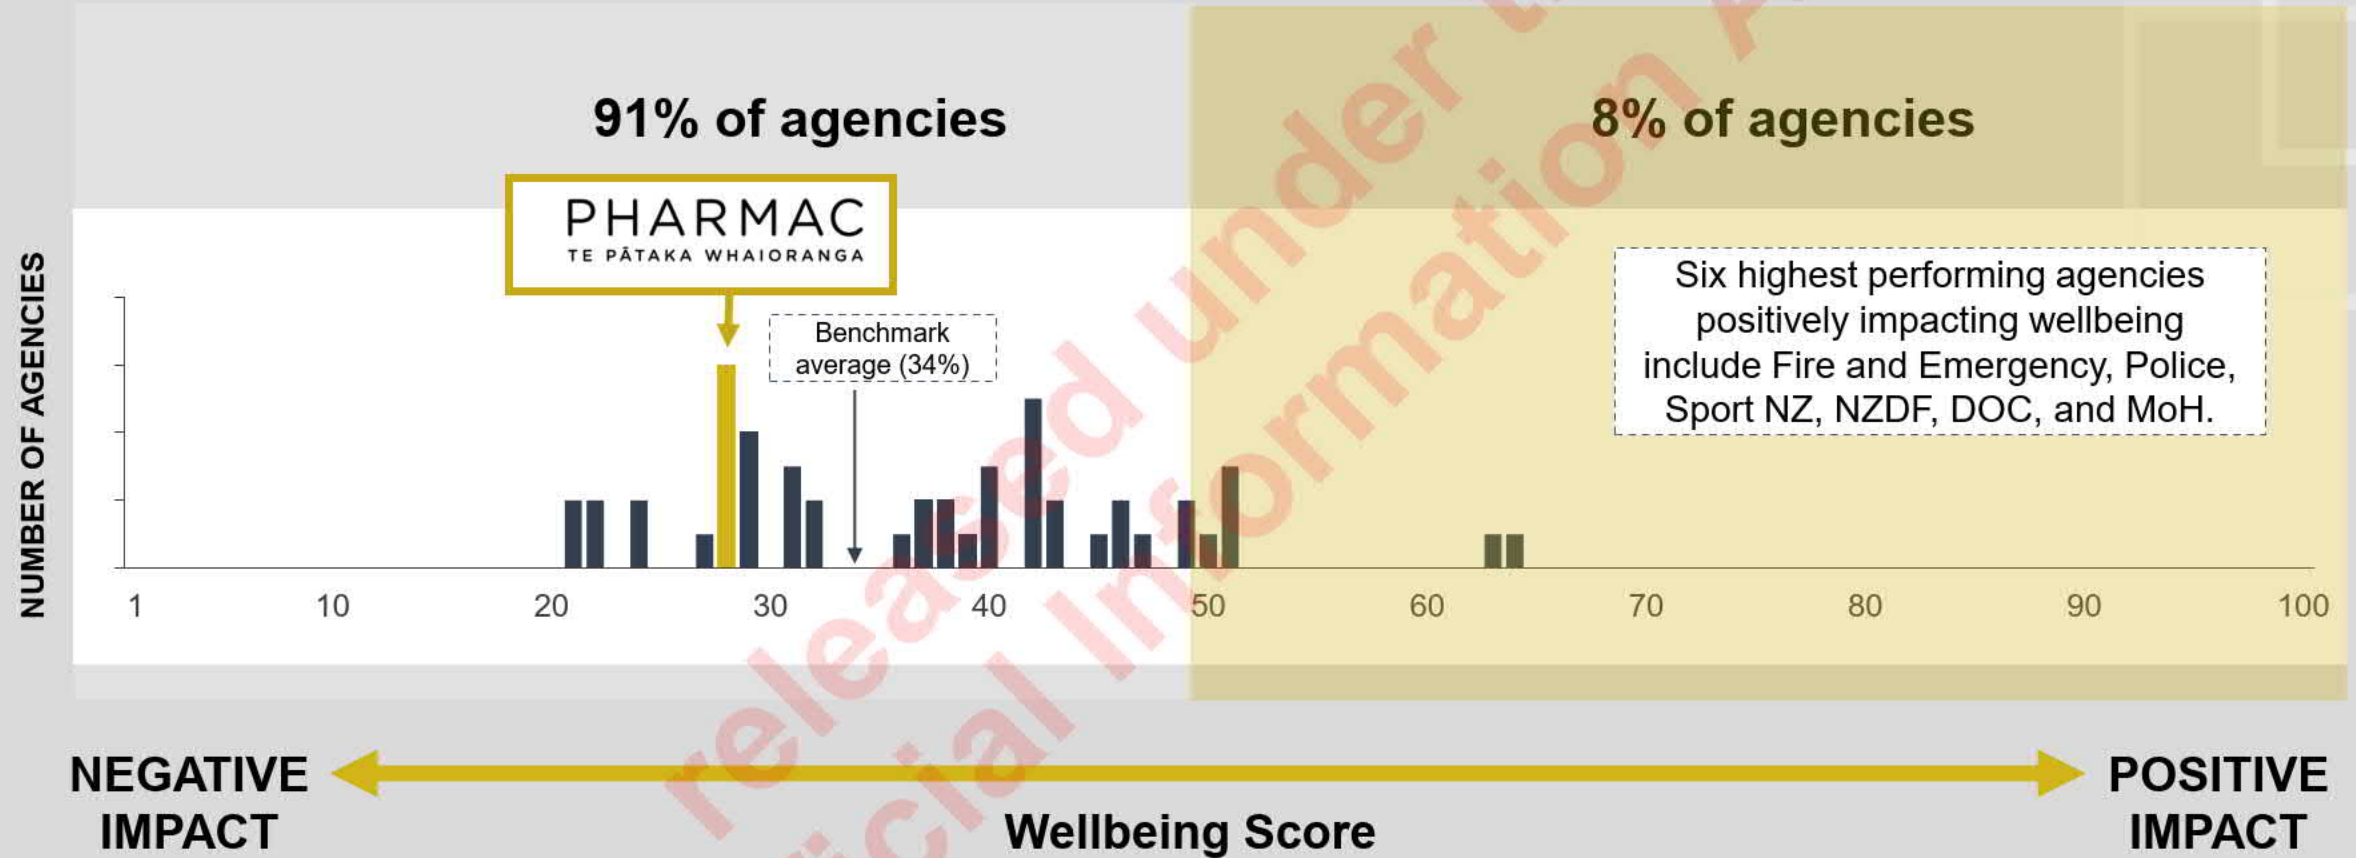 91% of agencies
8% of agencies
PHARMAC
TE PĀTAKA WHAIORANGA
Benchmark
average (34%)
Six highest performing agencies
positively impacting wellbeing
include Fire and Emergency, Police,
Sport NZ, NZDF, DOC, and MoH.
NUMBER OF AGENCIES
1 10 20 30 40 50 60 70 80 90 100
NEGATIVE
IMPACT
Wellbeing Score
POSITIVE
IMPACT
released under
Information